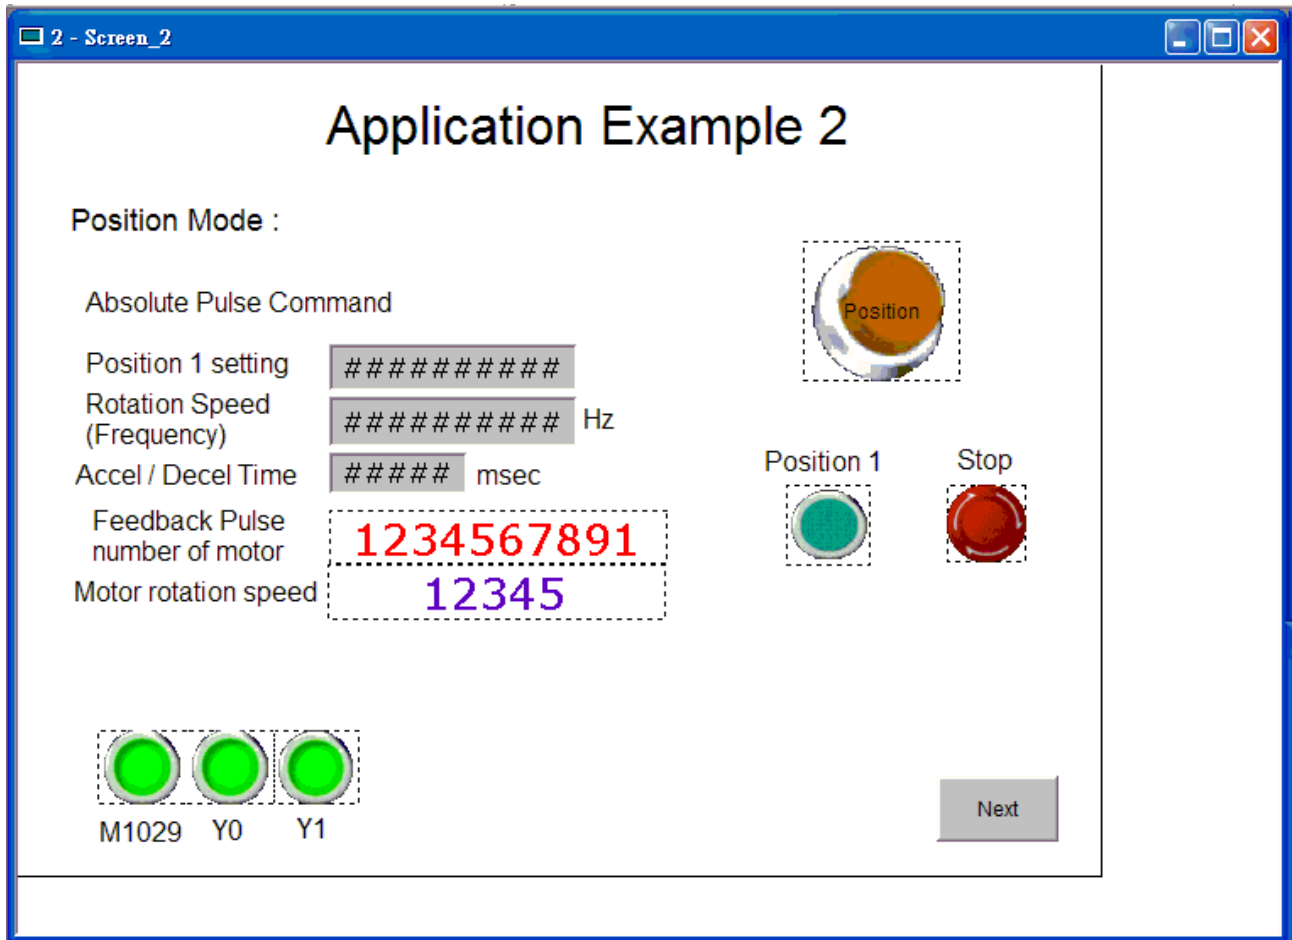 2 - Screen_2
Application Example 2
Position Mode :
Position
Absolute Pulse Command
Position 1 setting ##########
Rotation Speed
(Frequency) ########## Hz
Accel / Decel Time ##### msec
Position 1 Stop
Feedback Pulse
number of motor 1234567891
Motor rotation speed 12345
M1029 Y0 Y1
Next